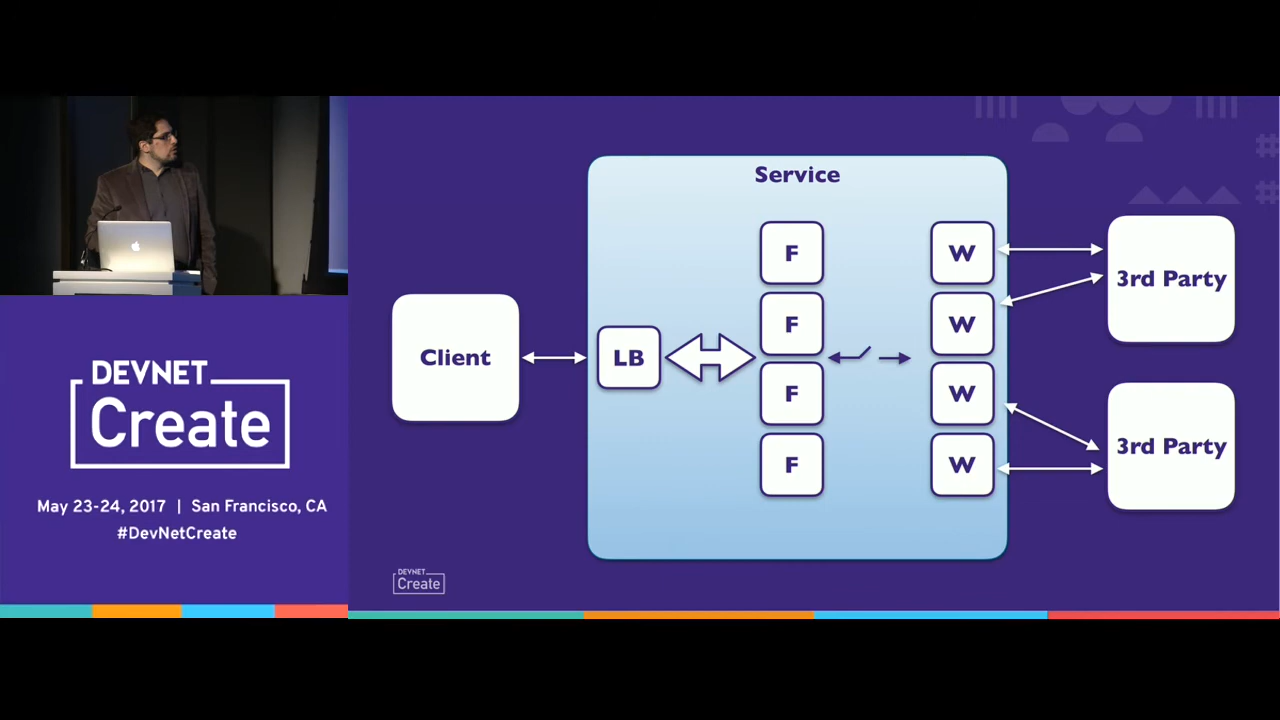 DEVNET
Create
May 23-24, 2017 | San Francisco, CA
#DevNetCreate
Service
Client
LB
F
F
F
F
W
W
W
W
3rd Party
3rd Party
DEVNET
Create